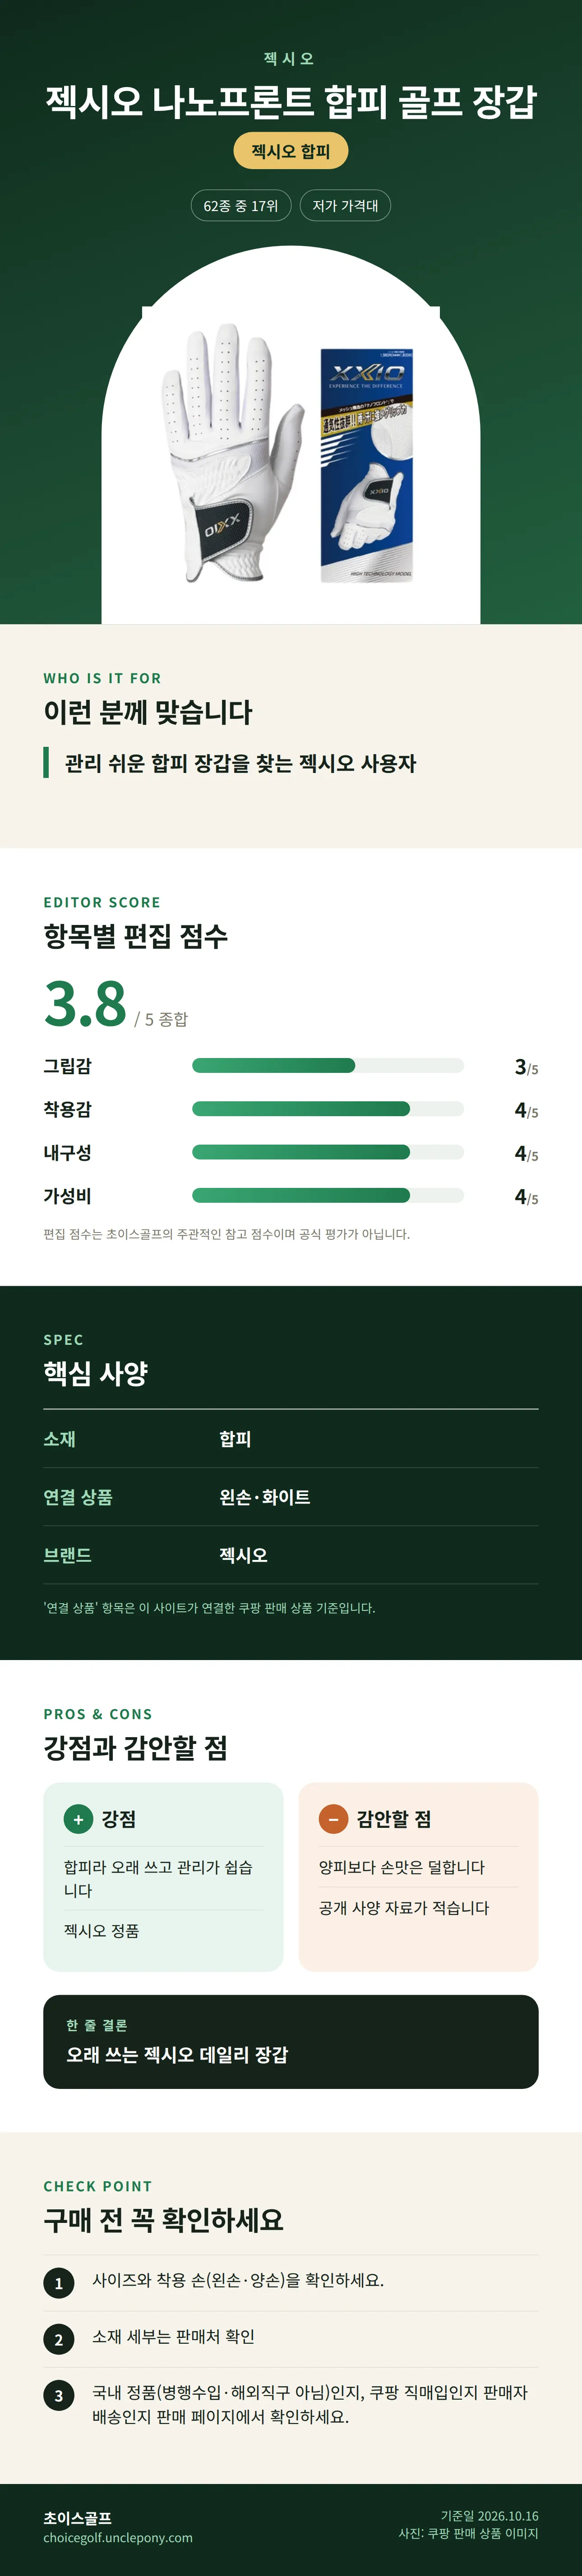 젝시오
젝시오 나노프론트 합피 골프 장갑
젝시오 합피
62종 중 17위
저가 가격대
XXIO
EXPERIENCE THE DIFFERENCE
XXIO
XXIO
HIGH TECHNOLOGY MODEL
WHO IS IT FOR
이런 분께 맞습니다
관리 쉬운 합피 장갑을 찾는 젝시오 사용자
EDITOR SCORE
항목별 편집 점수
3.8 / 5 종합
그립감 3/5
착용감 4/5
내구성 4/5
가성비 4/5
편집 점수는 초이스골프의 주관적인 참고 점수이며 공식 평가가 아닙니다.
SPEC
핵심 사양
소재 합피
연결 상품 왼손·화이트
브랜드 젝시오
'연결 상품' 항목은 이 사이트가 연결한 쿠팡 판매 상품 기준입니다.
PROS & CONS
강점과 감안할 점
+ 강점
합피라 오래 쓰고 관리가 쉽습
니다
젝시오 정품
− 감안할 점
양피보다 손맛은 덜합니다
공개 사양 자료가 적습니다
한 줄 결론
오래 쓰는 젝시오 데일리 장갑
CHECK POINT
구매 전 꼭 확인하세요
1 사이즈와 착용 손(왼손·양손)을 확인하세요.
2 소재 세부는 판매처 확인
3 국내 정품(병행수입·해외직구 아님)인지, 쿠팡 직매입인지 판매자
배송인지 판매 페이지에서 확인하세요.
초이스골프
choicegolf.unclepony.com
기준일 2026.10.16
사진: 쿠팡 판매 상품 이미지